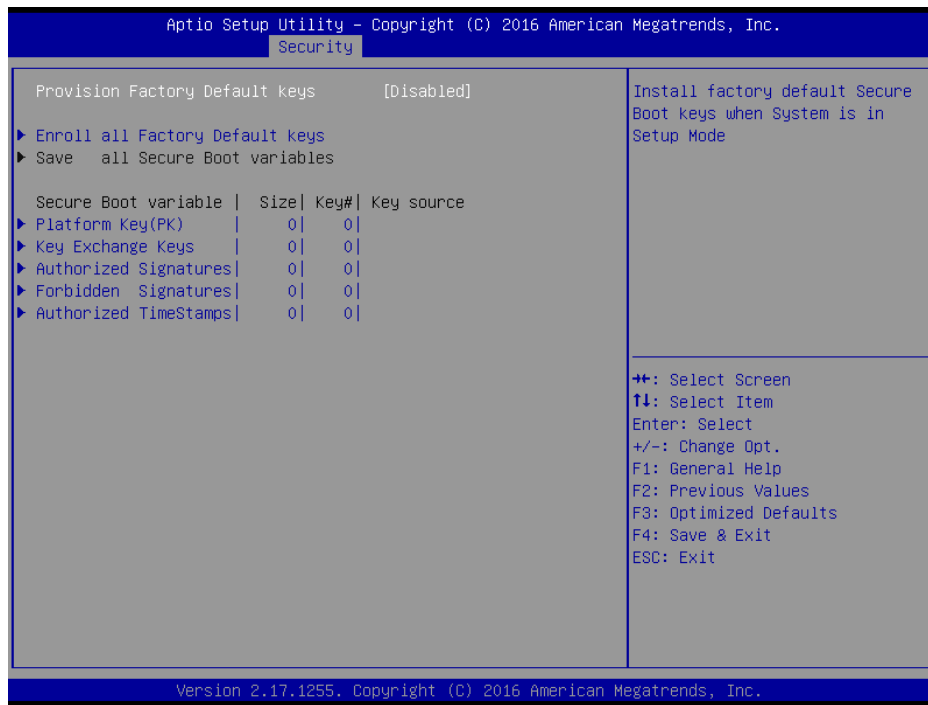 Aptio Setup Utility – Copyright (C) 2016 American Megatrends, Inc.
Security
Provision Factory Default keys [Disabled]
▶ Enroll all Factory Default keys
▶ Save all Secure Boot variables
Secure Boot variable | Size| Key#| Key source
▶ Platform Key(PK) | 0| 0|
▶ Key Exchange Keys | 0| 0|
▶ Authorized Signatures| 0| 0|
▶ Forbidden Signatures| 0| 0|
▶ Authorized TimeStamps| 0| 0|
Install factory default Secure
Boot keys when System is in
Setup Mode
→←: Select Screen
↑↓: Select Item
Enter: Select
+/-: Change Opt.
F1: General Help
F2: Previous Values
F3: Optimized Defaults
F4: Save & Exit
ESC: Exit
Version 2.17.1255. Copyright (C) 2016 American Megatrends, Inc.